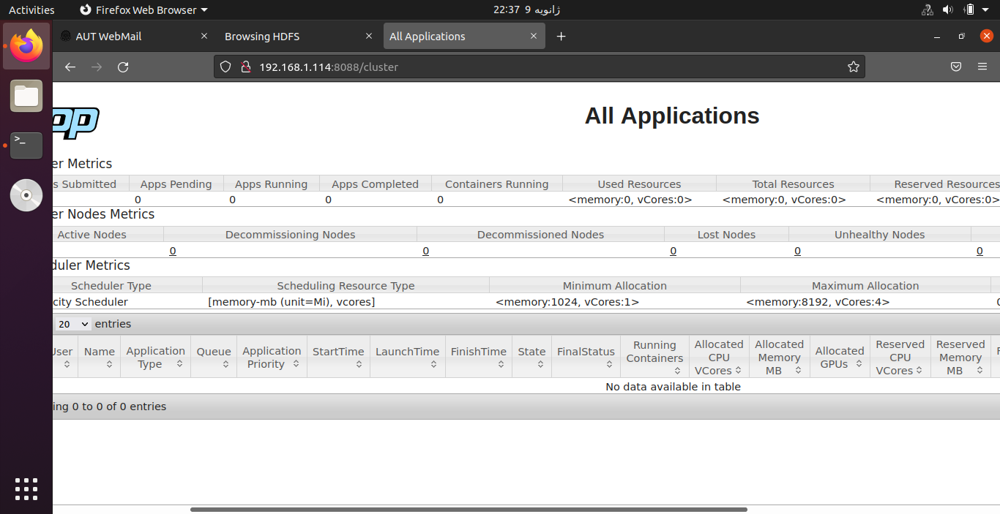 Activities Firefox Web Browser 22:37 9 ژانویه
AUT WebMail Browsing HDFS All Applications
192.168.1.114:8088/cluster
op All Applications
er Metrics
s Submitted Apps Pending Apps Running Apps Completed Containers Running Used Resources Total Resources Reserved Resources
0 0 0 0 <memory:0, vCores:0> <memory:0, vCores:0> <memory:0, vCores:0>
er Nodes Metrics
Active Nodes Decommissioning Nodes Decommissioned Nodes Lost Nodes Unhealthy Nodes
0 0 0 0 0
duler Metrics
Scheduler Type Scheduling Resource Type Minimum Allocation Maximum Allocation
city Scheduler [memory-mb (unit=Mi), vcores] <memory:1024, vCores:1> <memory:8192, vCores:4> 0
20 entries
User Name Application Type Queue Application Priority StartTime LaunchTime FinishTime State FinalStatus Running Containers Allocated CPU VCores Allocated Memory MB Allocated GPUs Reserved CPU VCores Reserved Memory MB
No data available in table
ing 0 to 0 of 0 entries